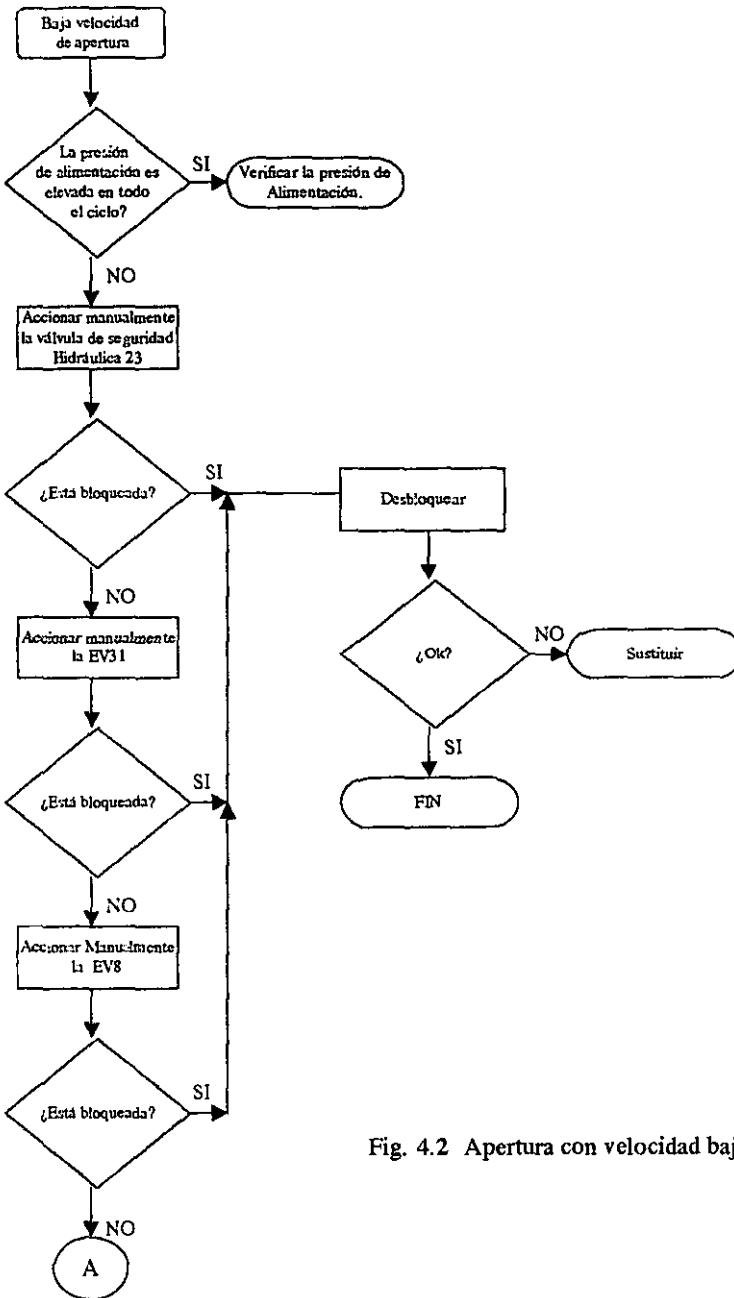 Baja velocidad
de apertura
La presión
de alimentación es
elevada en todo
el ciclo?
SI
Verificar la presión de
Alimentación.
NO
Accionar manualmente
la válvula de seguridad
Hidráulica 23
¿Está bloqueada?
SI
Desbloquear
NO
Accionar manualmente
la EV31
¿Ok?
NO
Sustituir
SI
FIN
¿Está bloqueada?
SI
NO
Accionar Manualmente
la EV8
¿Está bloqueada?
SI
NO
A
Fig. 4.2 Apertura con velocidad baj